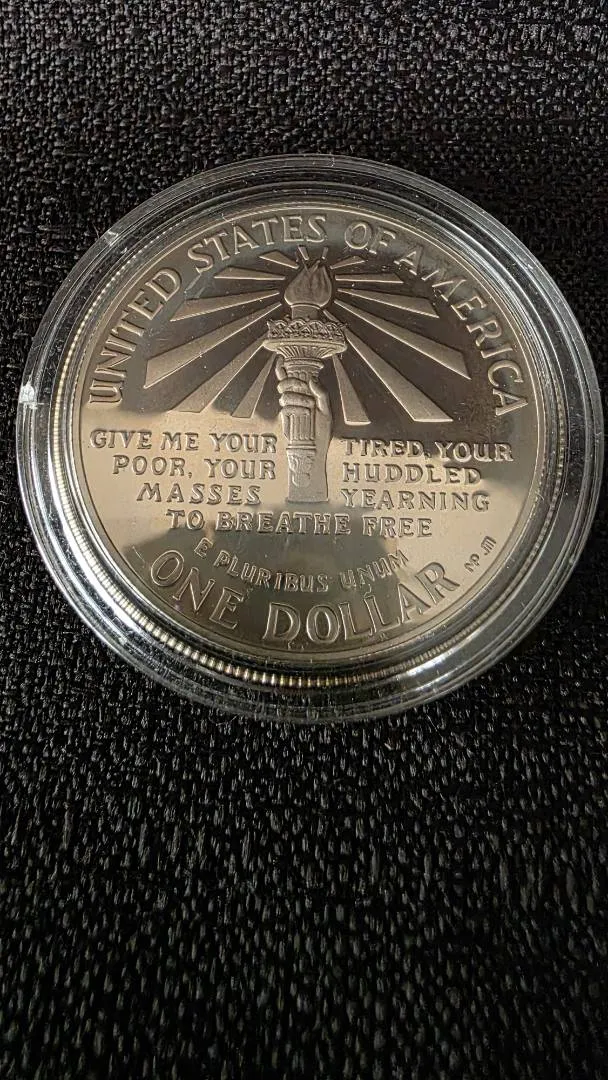 UNITED STATES OF AMERICA
GIVE ME YOUR TIRED, YOUR
POOR, YOUR HUDDLED
MASSES YEARNING
TO BREATHE FREE
E PLURIBUS UNUM
ONE DOLLAR